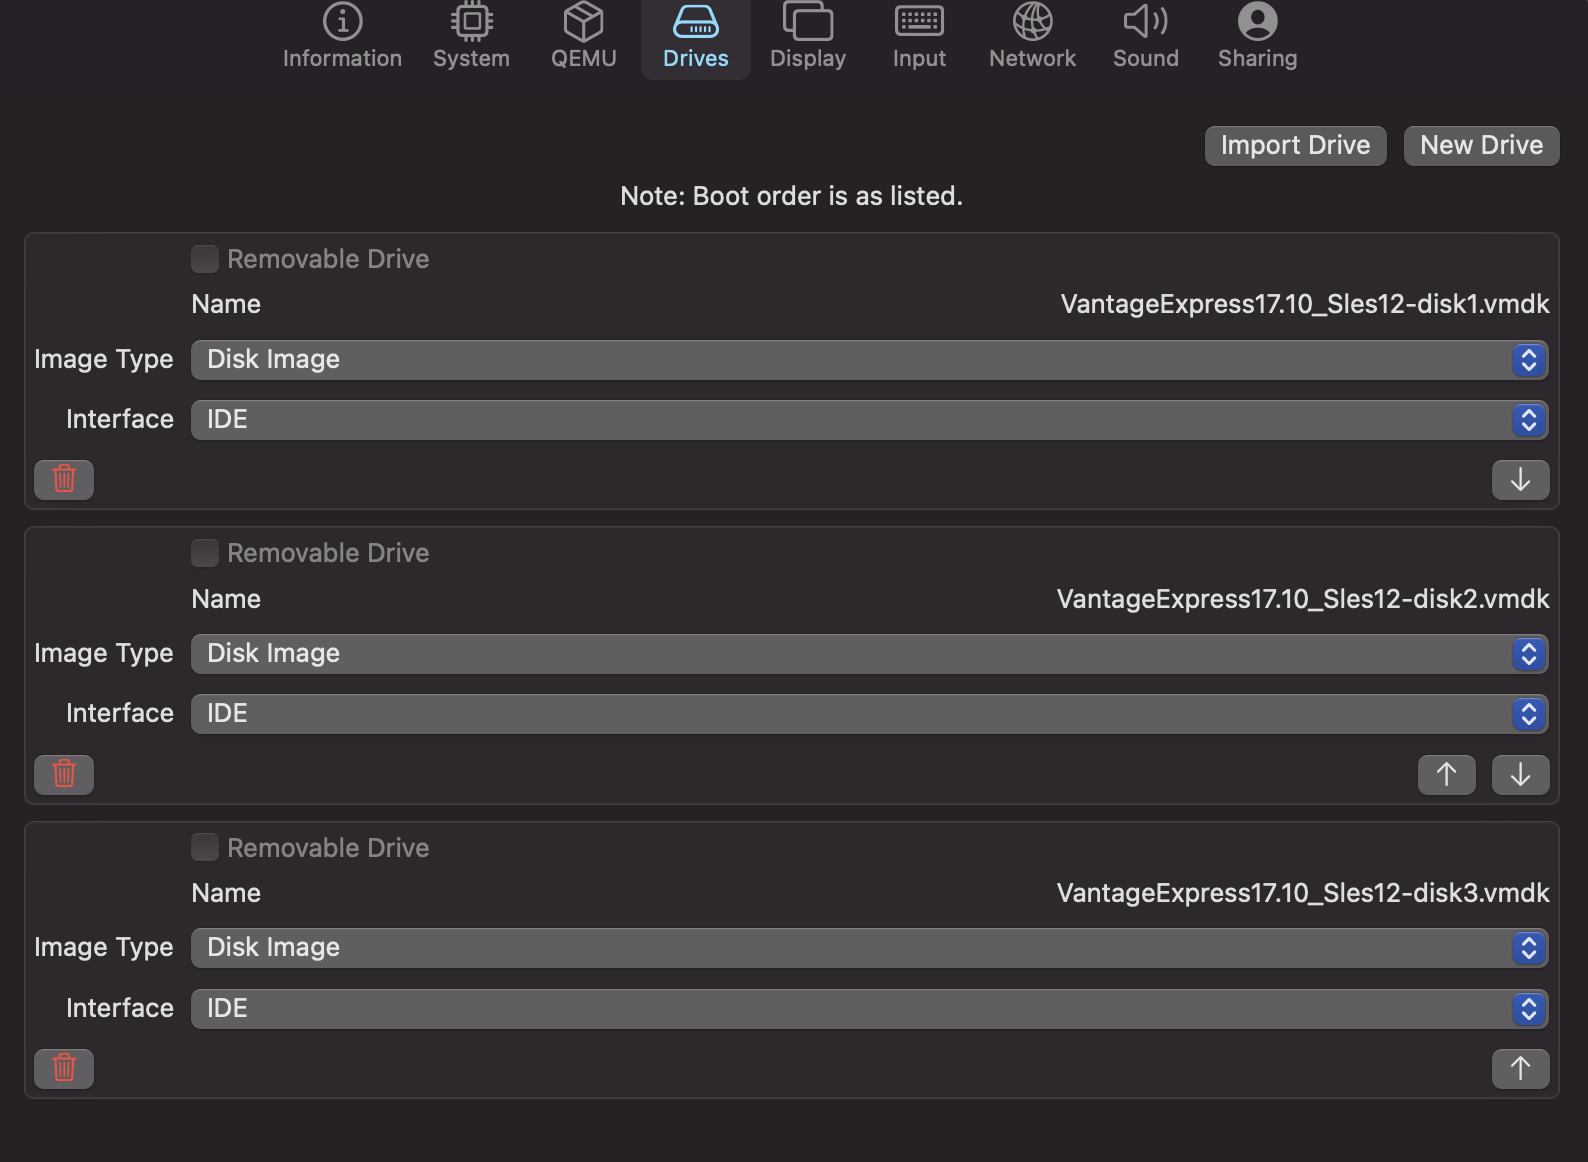 Information System QEMU Drives Display Input Network Sound Sharing
Import Drive New Drive
Note: Boot order is as listed.
Removable Drive
Name VantageExpress17.10_Sles12-disk1.vmdk
Image Type Disk Image
Interface IDE
Removable Drive
Name VantageExpress17.10_Sles12-disk2.vmdk
Image Type Disk Image
Interface IDE
Removable Drive
Name VantageExpress17.10_Sles12-disk3.vmdk
Image Type Disk Image
Interface IDE